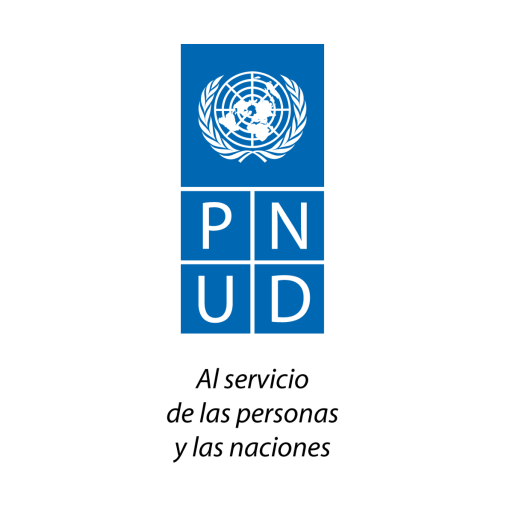 P N
U D
Al servicio
de las personas
y las naciones